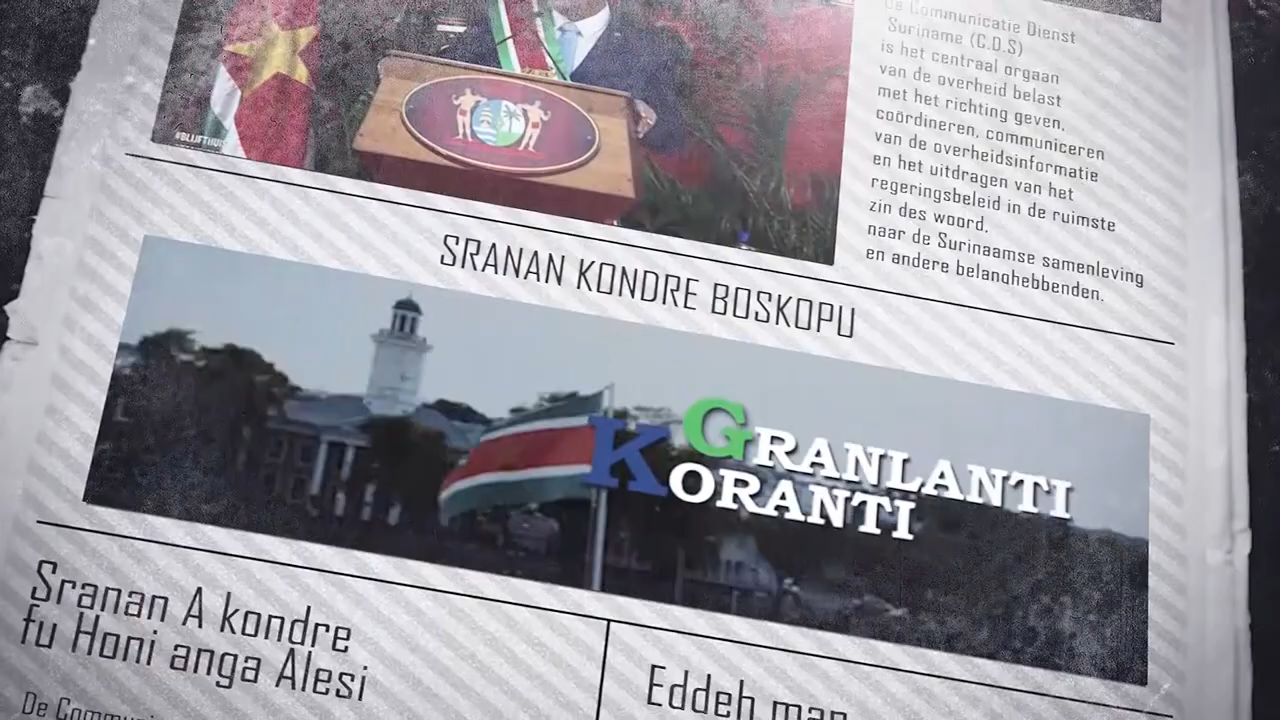 De Communicatie Dienst
Suriname (C.D.S)
is het centraal orgaan
van de overheid belast
met het richting geven,
coördineren, communiceren
van de overheidsinformatie
en het uitdragen van het
regeringsbeleid in de ruimste
zin des woord,
naar de Surinaamse samenleving
en andere belanghebbenden.
SRANAN KONDRE BOSKOPU
GRANLANTI
KORANTI
Sranan A kondre
fu Honi anga Alesi
De
Eddeh man